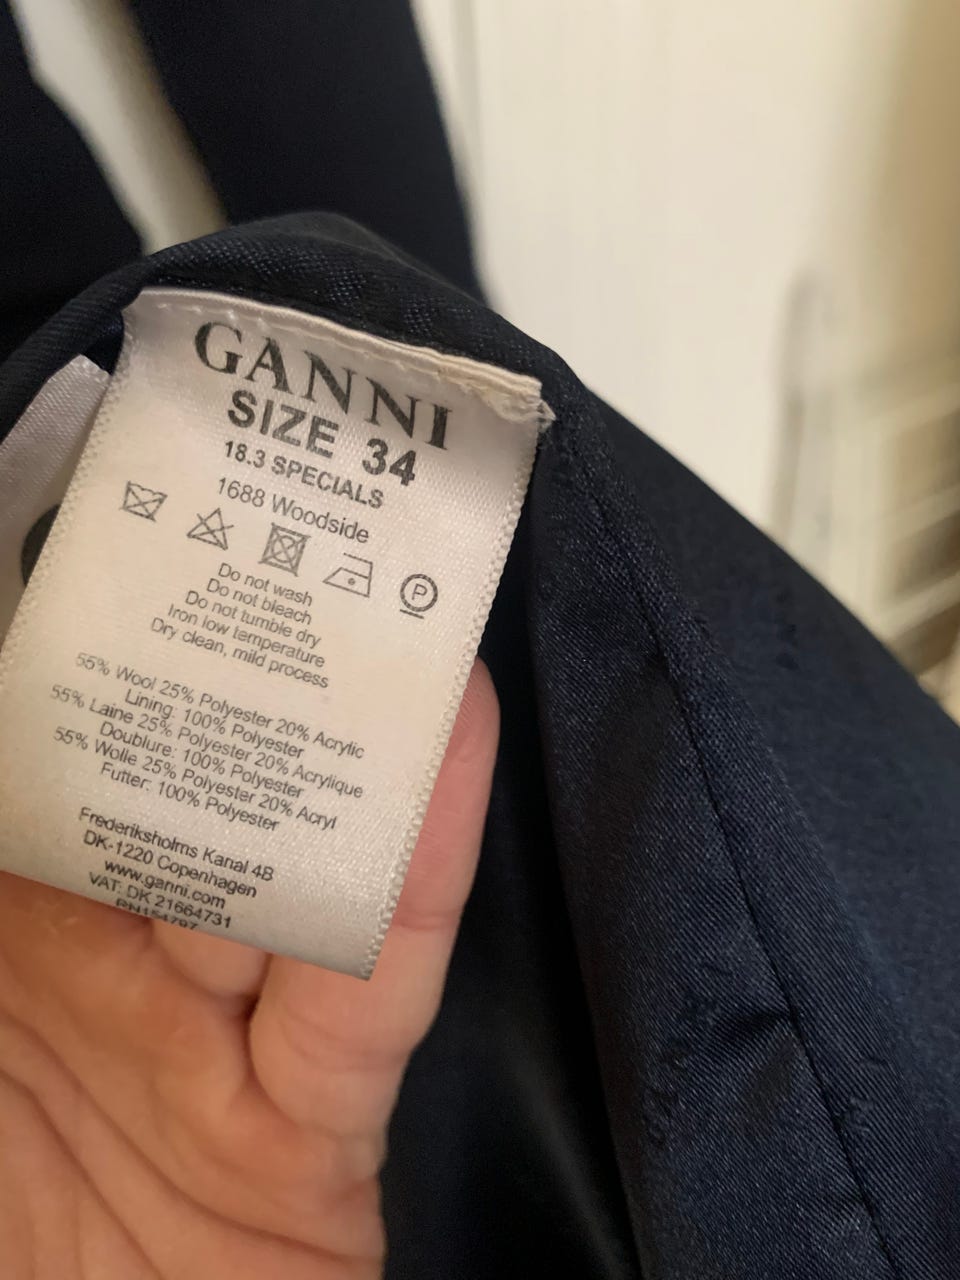 GANNI
SIZE 34
18.3 SPECIALS
1688 Woodside
P
Do not wash
Do not bleach
Do not tumble dry
Iron low temperature
Dry clean, mild process
55% Wool 25% Polyester 20% Acrylic
Lining: 100% Polyester
55% Laine 25% Polyester 20% Acrylique
Doublure: 100% Polyester
55% Wolle 25% Polyester 20% Acryl
Futter: 100% Polyester
Frederiksholms Kanal 4B
DK-1220 Copenhagen
www.ganni.com
VAT: DK 21664731
RN154797